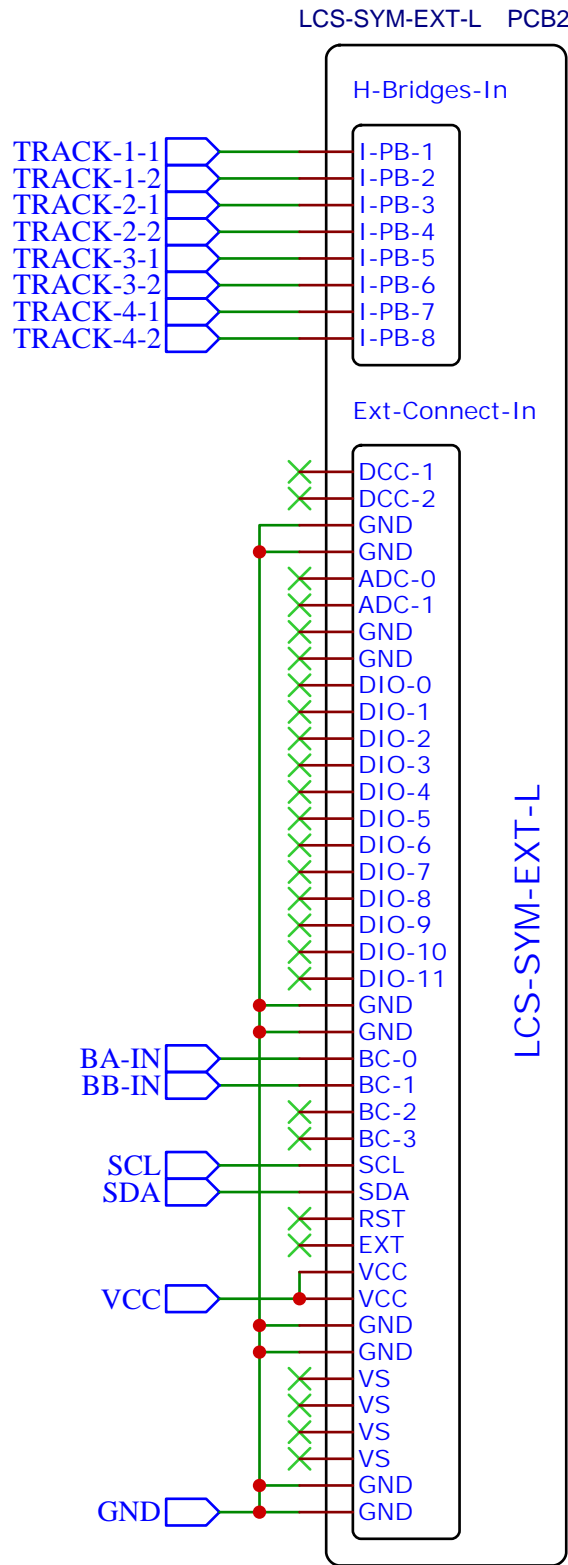 LCS-SYM-EXT-L PCB2
H-Bridges-In
TRACK-1-1 I-PB-1
TRACK-1-2 I-PB-2
TRACK-2-1 I-PB-3
TRACK-2-2 I-PB-4
TRACK-3-1 I-PB-5
TRACK-3-2 I-PB-6
TRACK-4-1 I-PB-7
TRACK-4-2 I-PB-8
Ext-Connect-In
DCC-1
DCC-2
GND
GND
ADC-0
ADC-1
GND
GND
DIO-0
DIO-1
DIO-2
DIO-3
DIO-4
DIO-5
DIO-6
DIO-7
DIO-8
DIO-9
DIO-10
DIO-11
GND
GND
BA-IN BC-0
BB-IN BC-1
BC-2
BC-3
SCL SCL
SDA SDA
RST
EXT
VCC
VCC VCC
GND
GND
VS
VS
VS
VS
GND
GND GND
LCS-SYM-EXT-L